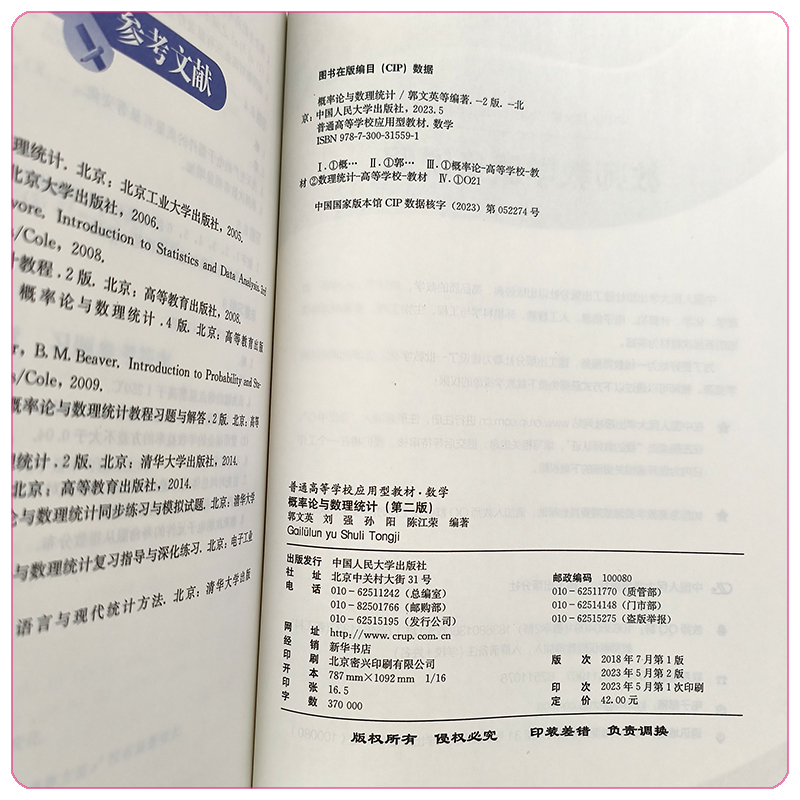 参考文献
理统计. 北京: 北京工业大学出版社, 2005.
北京大学出版社, 2006.
vore. Introduction to Statistics and Data Analysis. 3rd
s/Cole, 2008.
计教程. 2 版. 北京: 高等教育出版社, 2008.
概率论与数理统计. 4 版. 北京: 高等教育出版
er, B. M. Beaver. Introduction to Probability and Sta-
s/Cole, 2009.
概率论与数理统计教程习题与解答. 2 版. 北京: 高等
理统计. 2 版. 北京: 清华大学出版社, 2014.
北京: 高等教育出版社, 2014.
论与数理统计同步练习与模拟试题. 北京: 清华大学
与数理统计复习指导与深化练习. 北京: 电子工业
语言与现代统计方法. 北京: 清华大学出版
图书在版编目 (CIP) 数据
概率论与数理统计 / 郭文英等编著. --2 版. --北
京: 中国人民大学出版社, 2023.5
普通高等学校应用型教材. 数学
ISBN 978-7-300-31559-1
Ⅰ. ①概… Ⅱ. ①郭… Ⅲ. ①概率论-高等学校-教
材 ②数理统计-高等学校-教材 Ⅳ. ①O21
中国国家版本馆 CIP 数据核字 (2023) 第 052274 号
普通高等学校应用型教材·数学
概率论与数理统计 (第二版)
郭文英 刘 强 孙 阳 陈江荣 编著
Gailülun yu Shuli Tongji
出版发行 中国人民大学出版社
社 址 北京中关村大街 31 号 邮政编码 100080
电 话 010-62511242 (总编室) 010-62511770 (质管部)
010-82501766 (邮购部) 010-62514148 (门市部)
010-62515195 (发行公司) 010-62515275 (盗版举报)
网 址 http://www.crup.com.cn
经 销 新华书店
印 刷 北京密兴印刷有限公司 版 次 2018 年 7 月第 1 版
开 本 787 mm×1092 mm 1/16 2023 年 5 月第 2 版
印 张 16.5 印 次 2023 年 5 月第 1 次印刷
字 数 370 000 定 价 42.00 元
版权所有 侵权必究 印装差错 负责调换